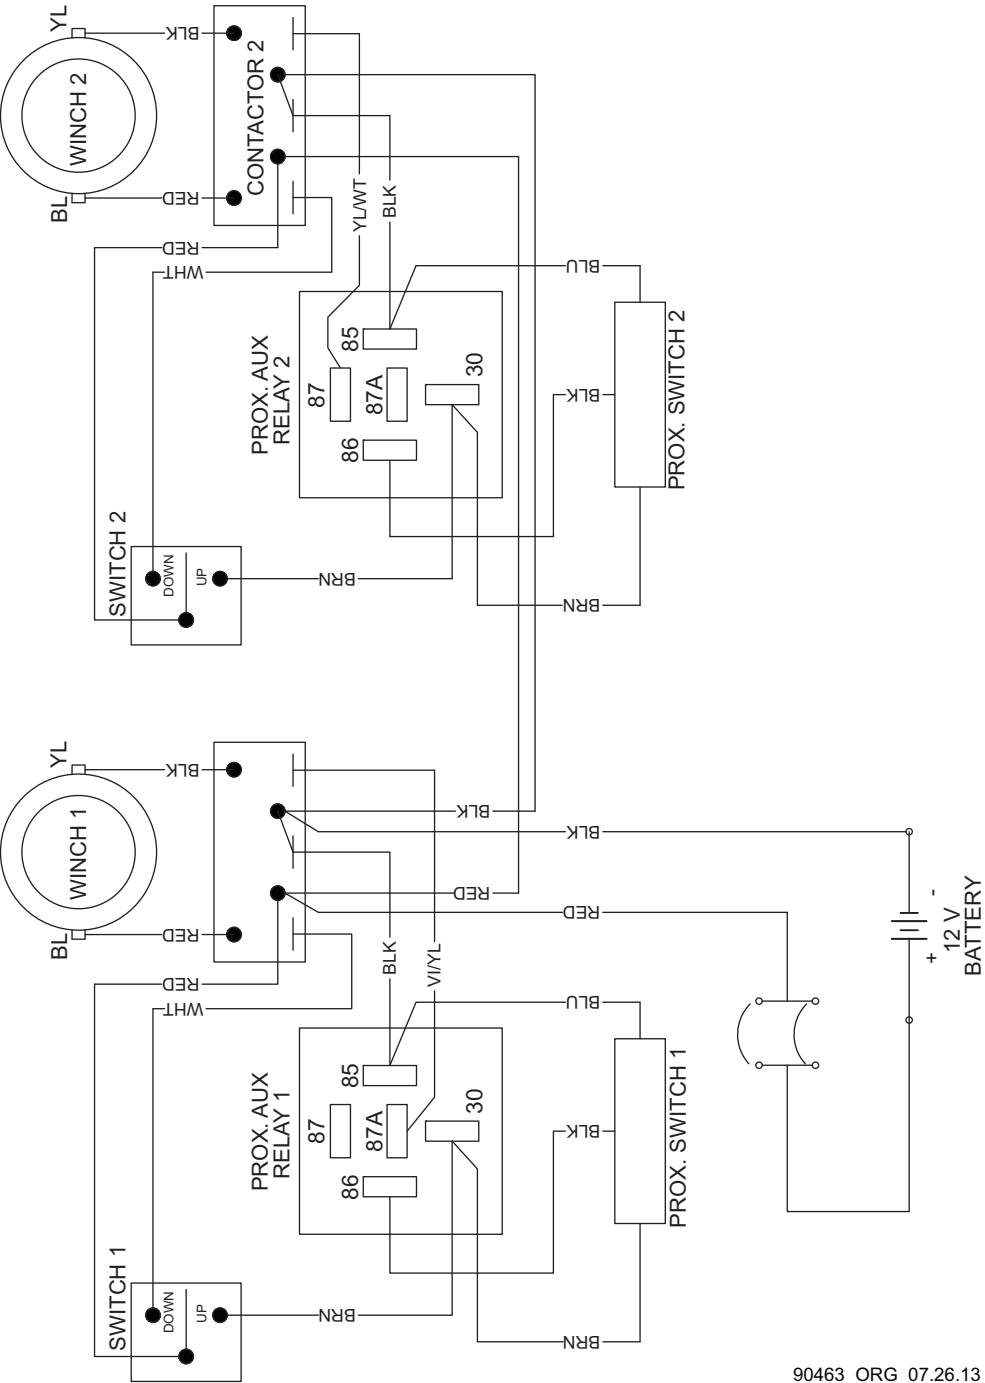 YL
BLK
WINCH 2
BL
RED
CONTACTOR 2
RED
WHT
YL/WT
BLK
BLU
PROX. AUX
RELAY 2
85
87
87A
30
86
BLK
PROX. SWITCH 2
SWITCH 2
DOWN
UP
BRN
BRN
YL
BLK
WINCH 1
BL
RED
BLK
BLK
RED
RED
RED
WHT
BLK
VI/YL
BLU
PROX. AUX
RELAY 1
85
87
87A
30
86
BLK
PROX. SWITCH 1
SWITCH 1
DOWN
UP
BRN
BRN
+ -
12 V
BATTERY
90463 ORG 07.26.13